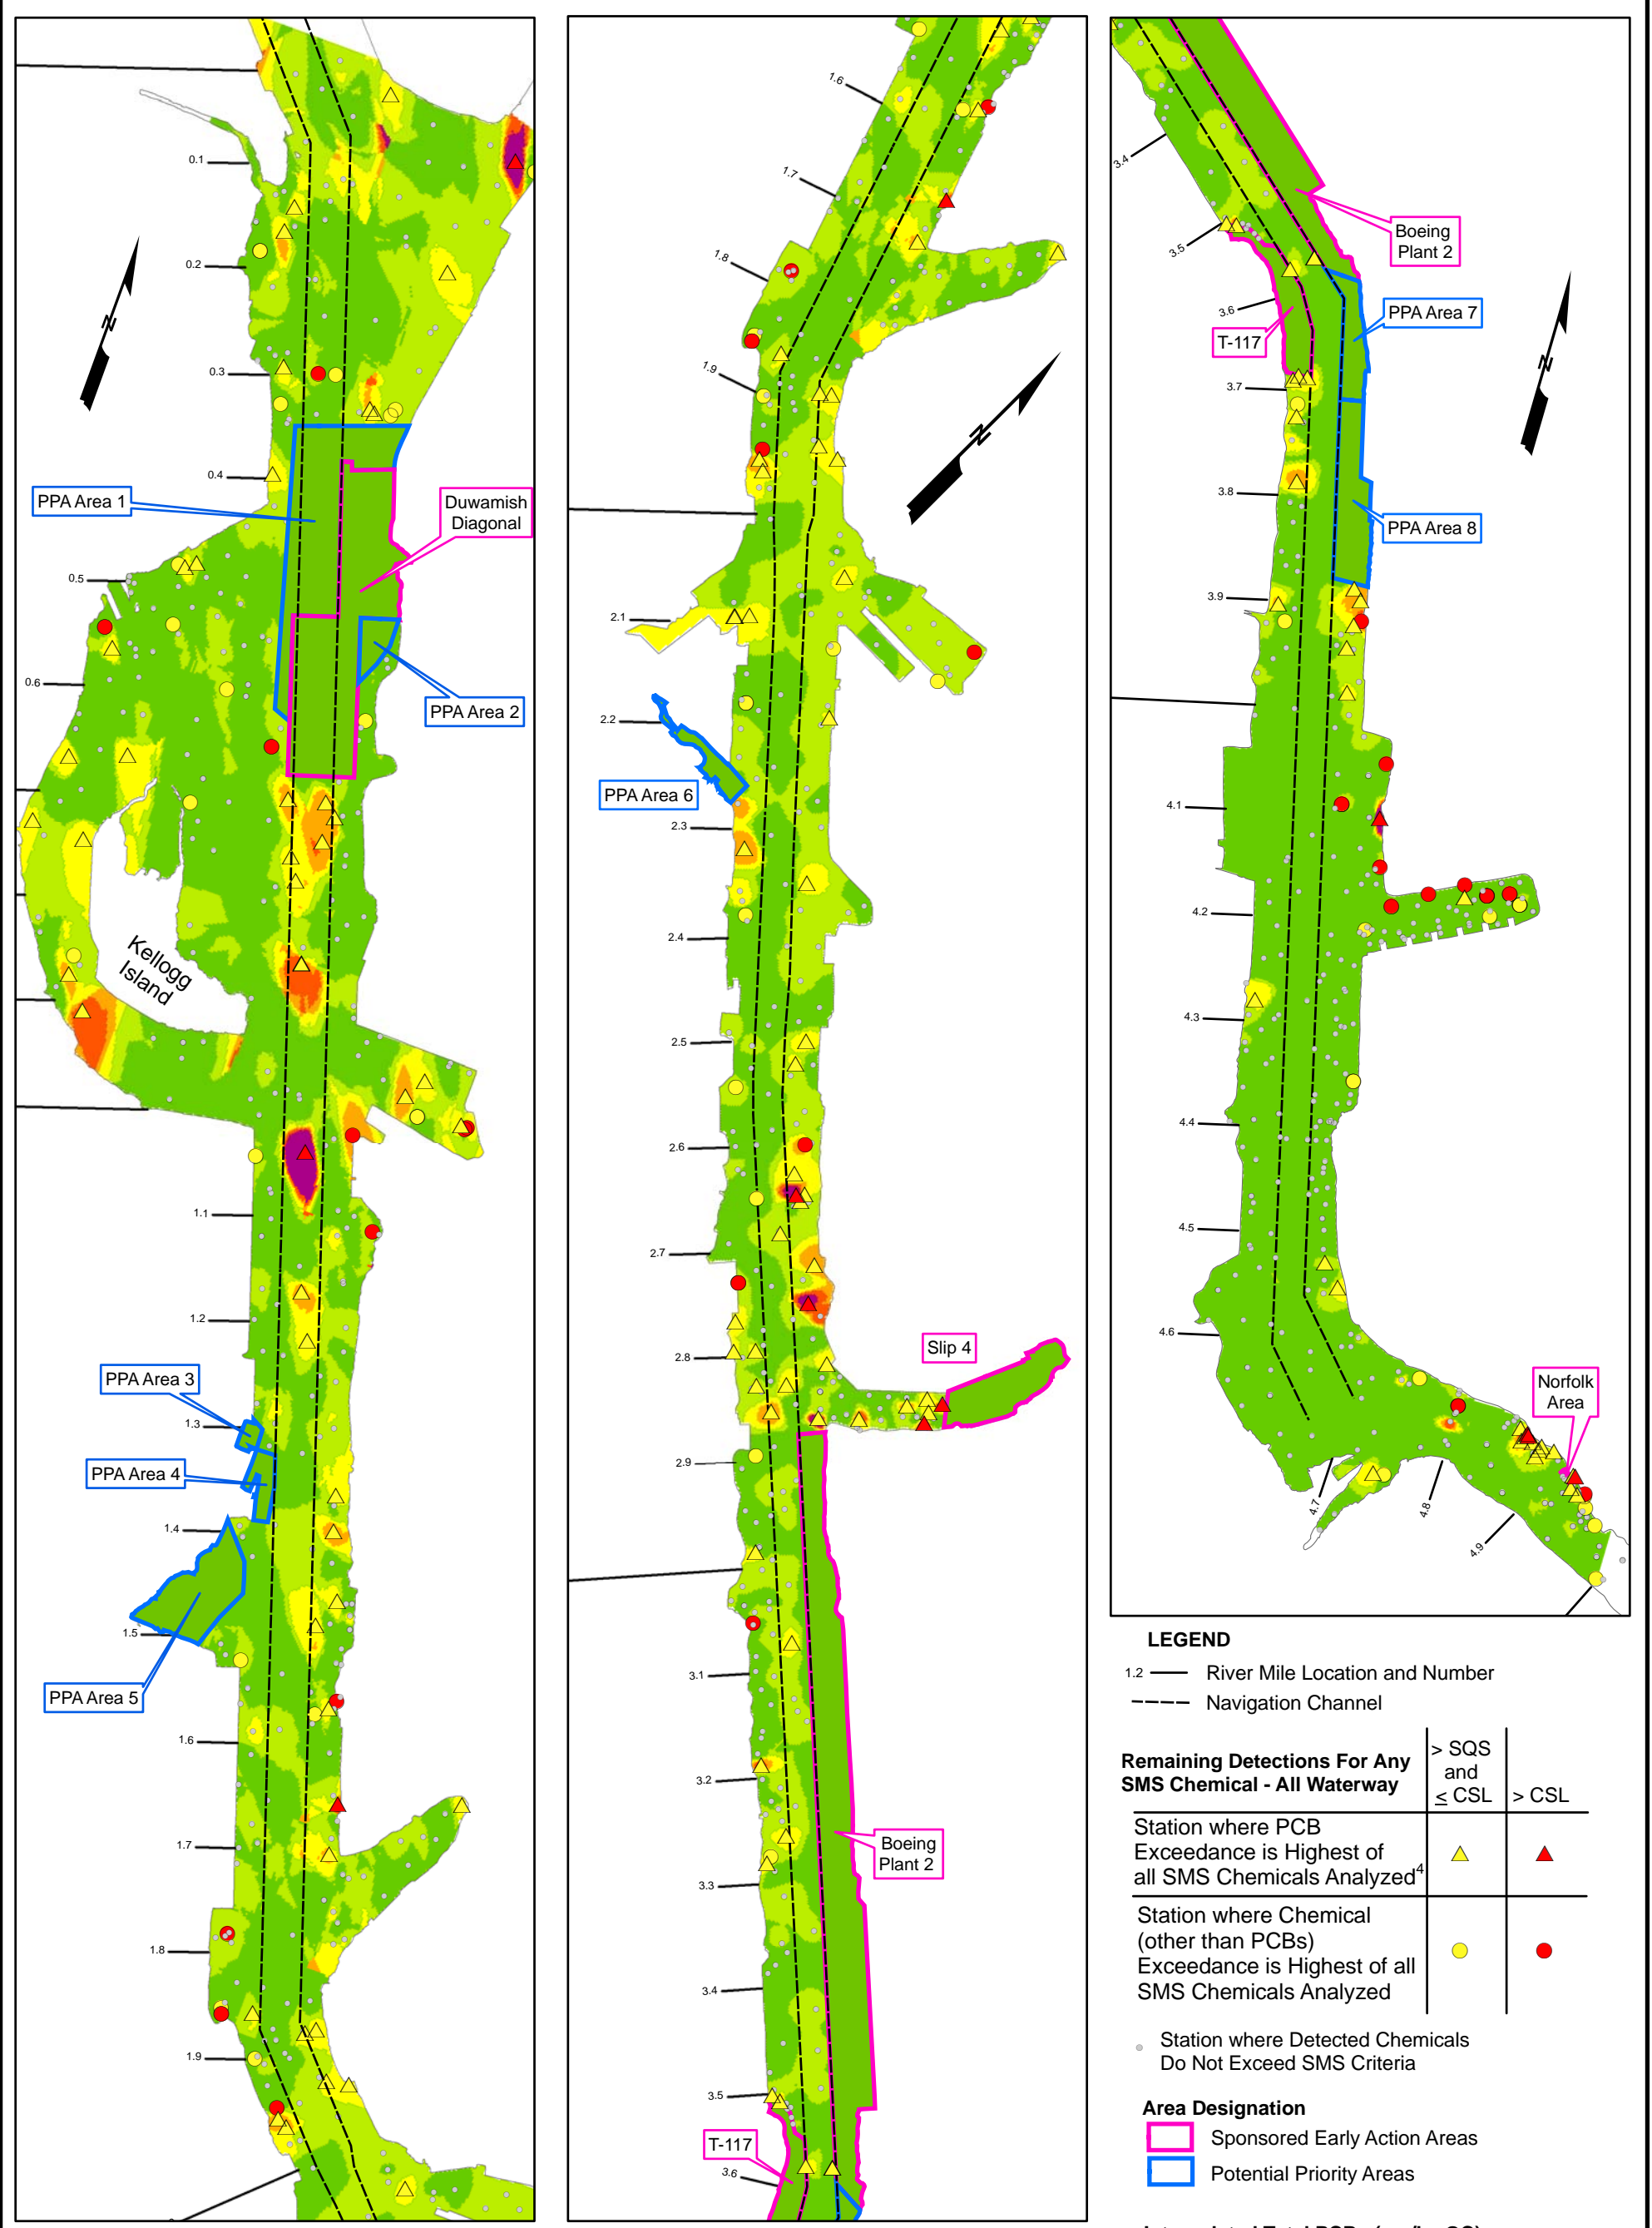 0.1
0.2
0.3
0.4
0.5
0.6
1.1
1.2
1.3
1.4
1.5
1.6
1.7
1.8
1.9
N
PPA Area 1
Duwamish
Diagonal
PPA Area 2
Kellogg
Island
PPA Area 3
PPA Area 4
PPA Area 5
1.6
1.7
1.8
1.9
2.1
2.2
2.3
2.4
2.5
2.6
2.7
2.8
2.9
3.1
3.2
3.3
3.4
3.5
3.6
N
PPA Area 6
Slip 4
Boeing
Plant 2
T-117
3.4
3.5
3.6
3.7
3.8
3.9
4.1
4.2
4.3
4.4
4.5
4.6
4.7
4.8
4.9
N
Boeing
Plant 2
PPA Area 7
T-117
PPA Area 8
Norfolk
Area
LEGEND
1.2 River Mile Location and Number
Navigation Channel
Remaining Detections For Any
SMS Chemical - All Waterway
> SQS
and
≤ CSL
> CSL
Station where PCB
Exceedance is Highest of
all SMS Chemicals Analyzed⁴
Station where Chemical
(other than PCBs)
Exceedance is Highest of all
SMS Chemicals Analyzed
Station where Detected Chemicals
Do Not Exceed SMS Criteria
Area Designation
Sponsored Early Action Areas
Potential Priority Areas